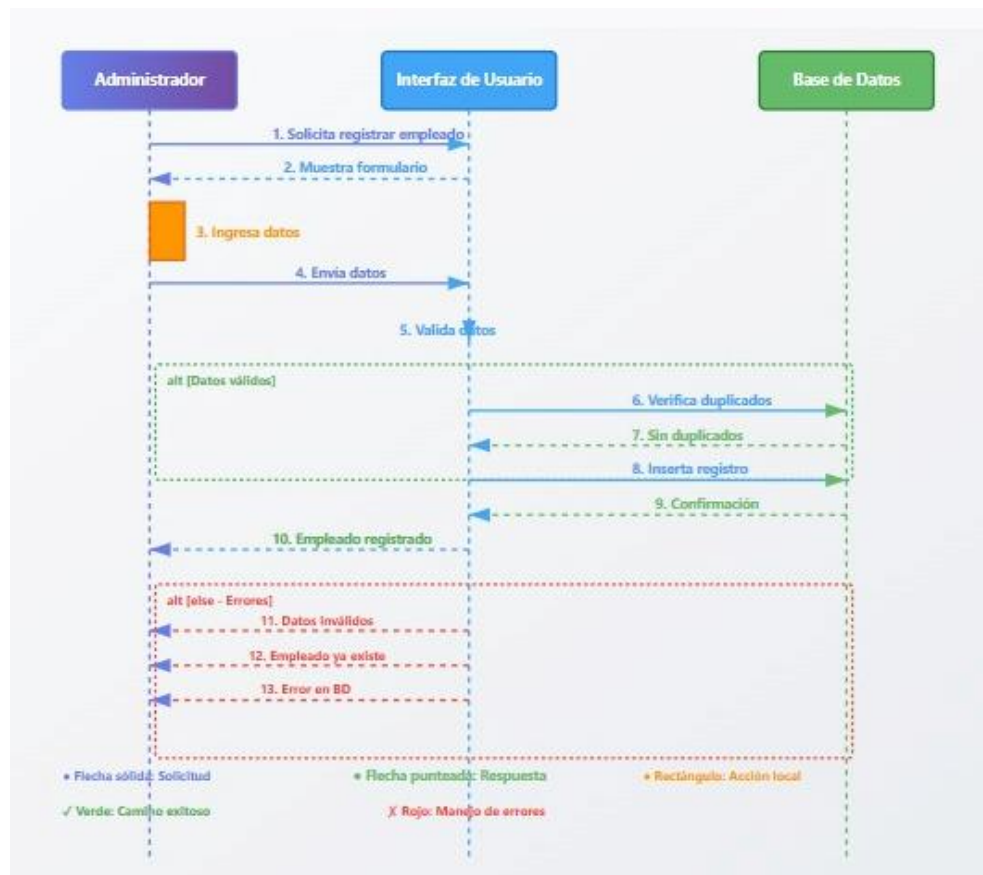 Administrador
Interfaz de Usuario
Base de Datos
1. Solicita registrar empleado
2. Muestra formulario
3. Ingresa datos
4. Envía datos
5. Valida datos
alt [Datos válidos]
6. Verifica duplicados
7. Sin duplicados
8. Inserta registro
9. Confirmación
10. Empleado registrado
alt [else - Errores]
11. Datos inválidos
12. Empleado ya existe
13. Error en BD
• Flecha sólida: Solicitud
• Flecha punteada: Respuesta
• Rectángulo: Acción local
✓ Verde: Camino exitoso
✗ Rojo: Manejo de errores